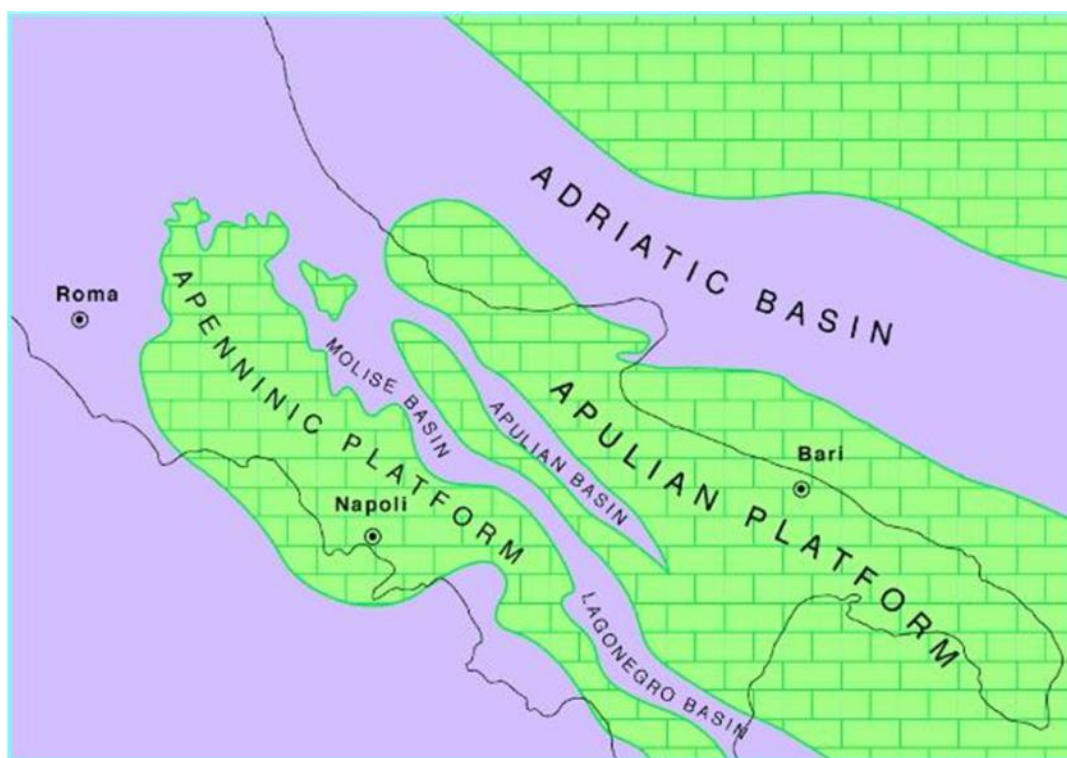 ADRIATIC BASIN
Roma
APENNINIC PLATFORM
MOLISE BASIN
APULIAN BASIN
APULIAN PLATFORM
Bari
Napoli
LAGONEGRO BASIN